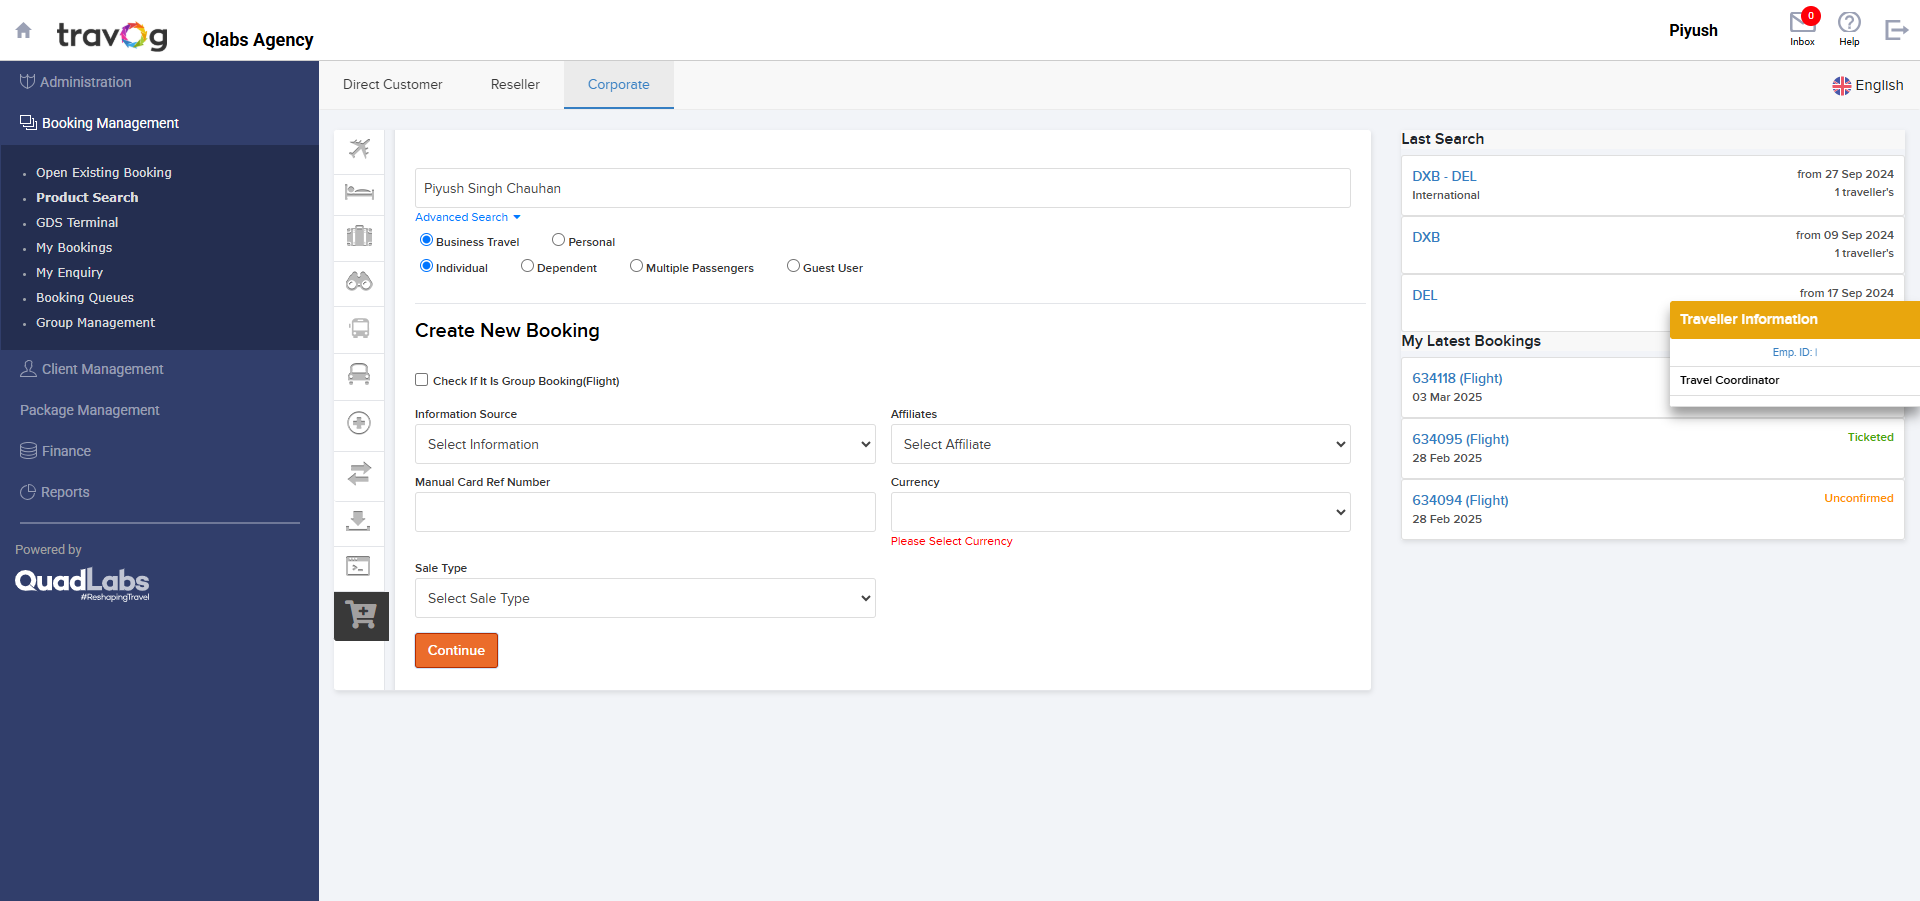 travog
Qlabs Agency
Piyush
0
Inbox
Help
Administration
Booking Management
Open Existing Booking
Product Search
GDS Terminal
My Bookings
My Enquiry
Booking Queues
Group Management
Client Management
Package Management
Finance
Reports
Powered by
QuadLabs
#ReshapingTravel
Direct Customer
Reseller
Corporate
English
Piyush Singh Chauhan
Advanced Search
Business Travel
Personal
Individual
Dependent
Multiple Passengers
Guest User
Create New Booking
Check If It Is Group Booking(Flight)
Information Source
Affiliates
Select Information
Select Affiliate
Manual Card Ref Number
Currency
Please Select Currency
Sale Type
Select Sale Type
Continue
Last Search
DXB - DEL
from 27 Sep 2024
International
1 traveller's
DXB
from 09 Sep 2024
1 traveller's
DEL
from 17 Sep 2024
Traveller Information
Emp. ID: |
Travel Coordinator
My Latest Bookings
634118 (Flight)
03 Mar 2025
634095 (Flight)
Ticketed
28 Feb 2025
634094 (Flight)
Unconfirmed
28 Feb 2025